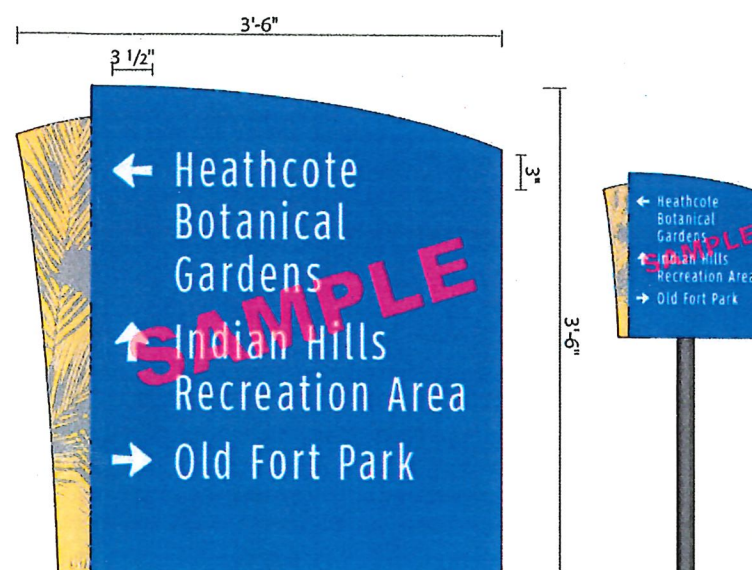 3'-6"
3 1/2"
Heathcote
Botanical
Gardens
Indian Hills
Recreation Area
Old Fort Park
SAMPLE
3"
3'-6"
Heathcote
Botanical
Gardens
Indian Hills
Recreation Area
Old Fort Park
SAMPLE